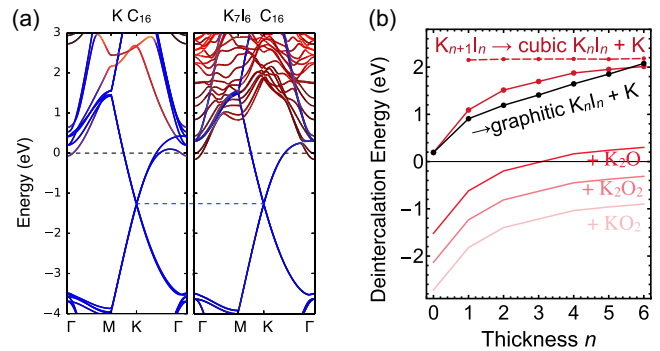 (a)
K C₁₆
K₇I₆ C₁₆
Energy (eV)
3
2
1
0
−1
−2
−3
−4
Γ M K Γ
Γ M K Γ
(b)
Deintercalation Energy (eV)
2
1
0
−1
−2
Kₙ₊₁Iₙ → cubic KₙIₙ + K
→graphitic KₙIₙ + K
+ K₂O
+ K₂O₂
+ KO₂
0 1 2 3 4 5 6
Thickness n